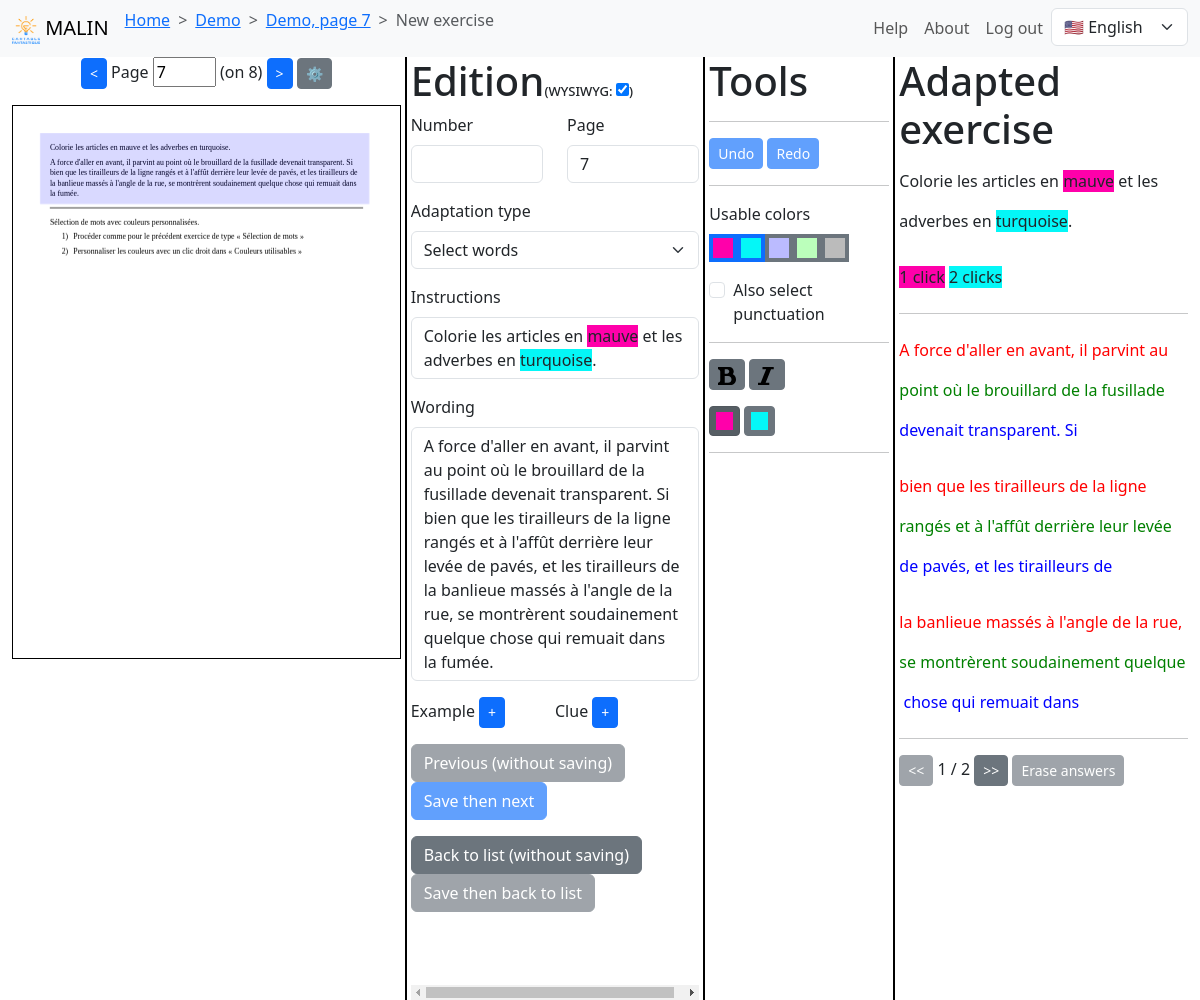 MALIN
Home > Demo > Demo, page 7 > New exercise
Help About Log out 🇺🇸 English
< Page 7 (on 8) > ⚙️
Colorie les articles en mauve et les adverbes en turquoise.
A force d'aller en avant, il parvint au point où le brouillard de la fusillade devenait transparent. Si
bien que les tirailleurs de la ligne rangés et à l'affût derrière leur levée de pavés, et les tirailleurs de
la banlieue massés à l'angle de la rue, se montrèrent soudainement quelque chose qui remuait dans
la fumée.
Sélection de mots avec couleurs personnalisées.
1) Procéder comme pour le précédent exercice de type « Sélection de mots »
2) Personnaliser les couleurs avec un clic droit dans « Couleurs utilisables »
Edition(WYSIWYG: )
Number Page
7
Adaptation type
Select words
Instructions
Colorie les articles en mauve et les
adverbes en turquoise.
Wording
A force d'aller en avant, il parvint
au point où le brouillard de la
fusillade devenait transparent. Si
bien que les tirailleurs de la ligne
rangés et à l'affût derrière leur
levée de pavés, et les tirailleurs de
la banlieue massés à l'angle de la
rue, se montrèrent soudainement
quelque chose qui remuait dans
la fumée.
Example + Clue +
Previous (without saving)
Save then next
Back to list (without saving)
Save then back to list
Tools
Undo Redo
Usable colors
Also select
punctuation
B I
Adapted
exercise
Colorie les articles en mauve et les
adverbes en turquoise.
1 click 2 clicks
A force d'aller en avant, il parvint au
point où le brouillard de la fusillade
devenait transparent. Si
bien que les tirailleurs de la ligne
rangés et à l'affût derrière leur levée
de pavés, et les tirailleurs de
la banlieue massés à l'angle de la rue,
se montrèrent soudainement quelque
chose qui remuait dans
<< 1 / 2 >> Erase answers